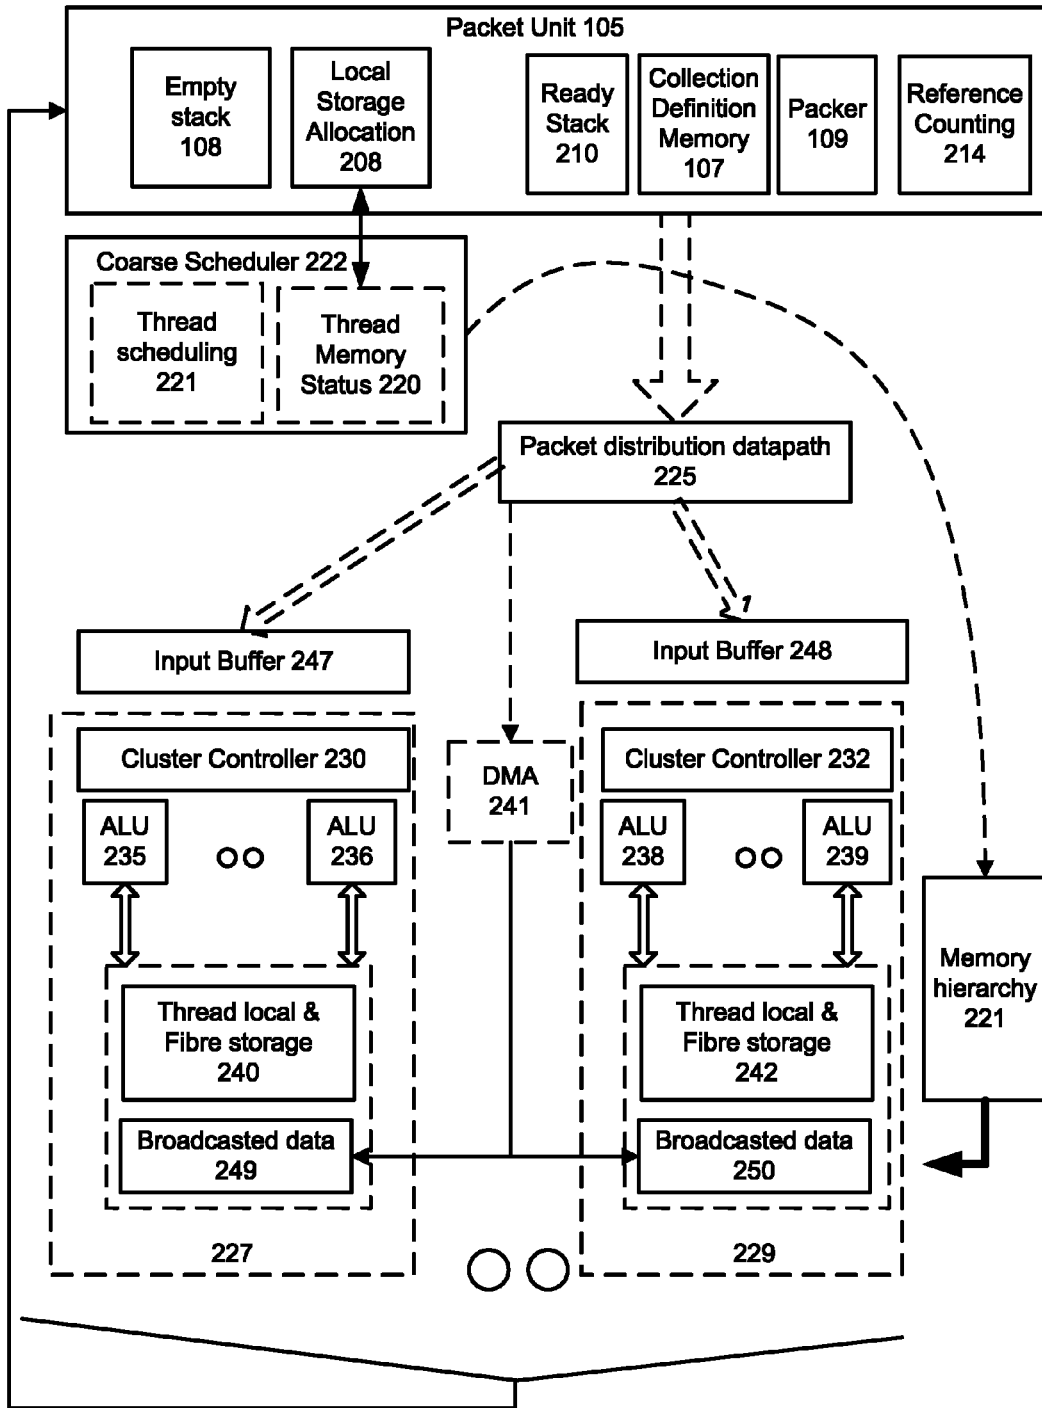 Packet Unit 105
Empty
stack
108
Local
Storage
Allocation
208
Ready
Stack
210
Collection
Definition
Memory
107
Packer
109
Reference
Counting
214
Coarse Scheduler 222
Thread
scheduling
221
Thread
Memory
Status 220
Packet distribution datapath
225
Input Buffer 247
Input Buffer 248
Cluster Controller 230
DMA
241
Cluster Controller 232
ALU
235
ALU
236
ALU
238
ALU
239
Thread local &
Fibre storage
240
Thread local &
Fibre storage
242
Memory
hierarchy
221
Broadcasted data
249
Broadcasted data
250
227
229